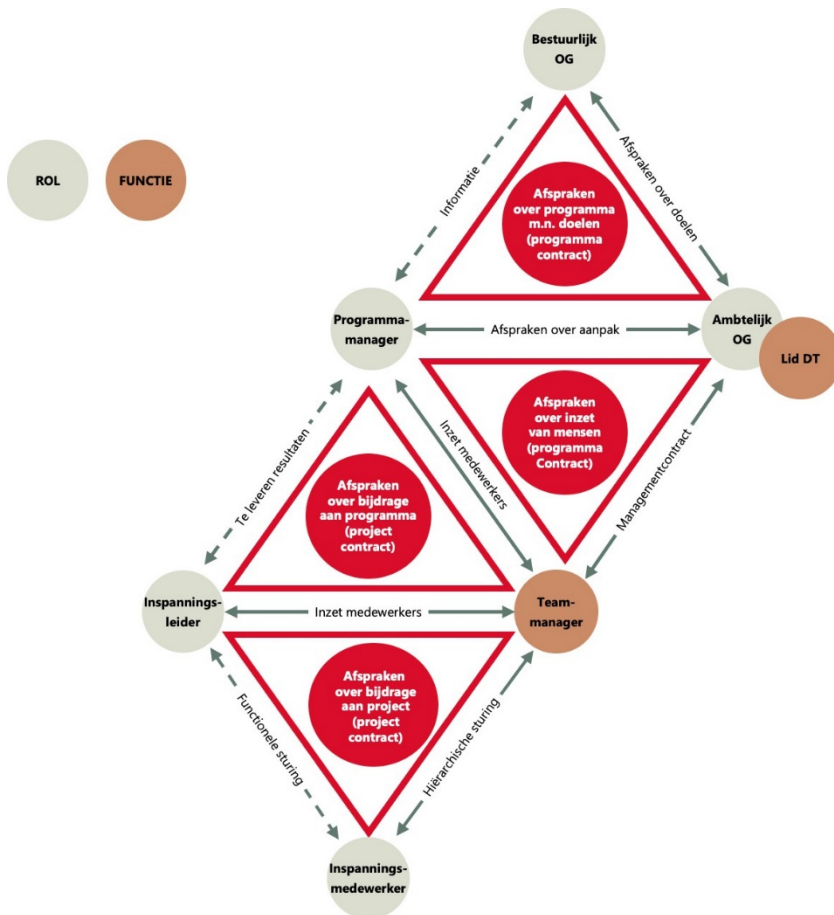 Bestuurlijk
OG
ROL
FUNCTIE
Informatie
Afspraken over doelen
Afspraken
over programma
m.n. doelen
(programma
contract)
Programma-
manager
Afspraken over aanpak
Ambtelijk
OG
Lid DT
Afspraken
over inzet
van mensen
(programma
Contract)
Te leveren resultaten
Inzet medewerkers
Managementcontract
Afspraken
over bijdrage
aan programma
(project
contract)
Inspannings-
leider
Inzet medewerkers
Team-
manager
Afspraken
over bijdrage
aan project
(project
contract)
Functionele sturing
Hiërarchische sturing
Inspannings-
medewerker